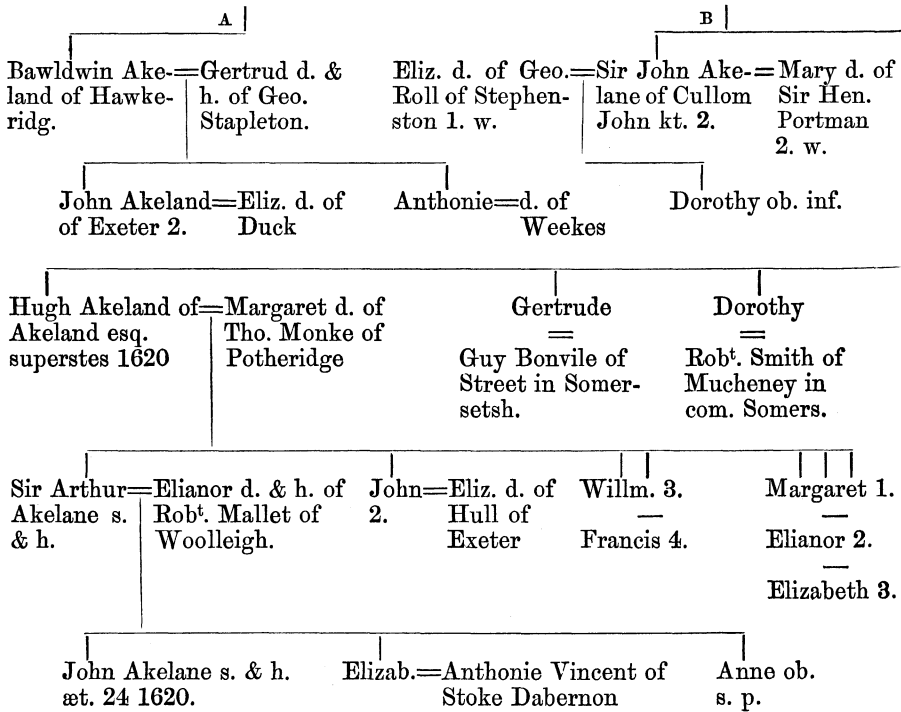 A
B
Bawldwin Ake-=Gertrud d. &
land of Hawke- h. of Geo.
ridg. Stapleton.
Eliz. d. of Geo.=Sir John Ake-=Mary d. of
Roll of Stephen- lane of Cullom Sir Hen.
ston 1. w. John kt. 2. Portman
2. w.
John Akeland=Eliz. d. of
of Exeter 2. Duck
Anthonie=d. of
Weekes
Dorothy ob. inf.
Hugh Akeland of=Margaret d. of
Akeland esq. Tho. Monke of
superstes 1620 Potheridge
Gertrude
=
Guy Bonvile of
Street in Somer-
setsh.
Dorothy
=
Robt. Smith of
Mucheney in
com. Somers.
Sir Arthur=Elianor d. & h. of
Akelane s. Robt. Mallet of
& h. Woolleigh.
John=Eliz. d. of
2. Hull of
Exeter
Willm. 3.
—
Francis 4.
Margaret 1.
—
Elianor 2.
—
Elizabeth 3.
John Akelane s. & h.
æt. 24 1620.
Elizab.=Anthonie Vincent of
Stoke Dabernon
Anne ob.
s. p.